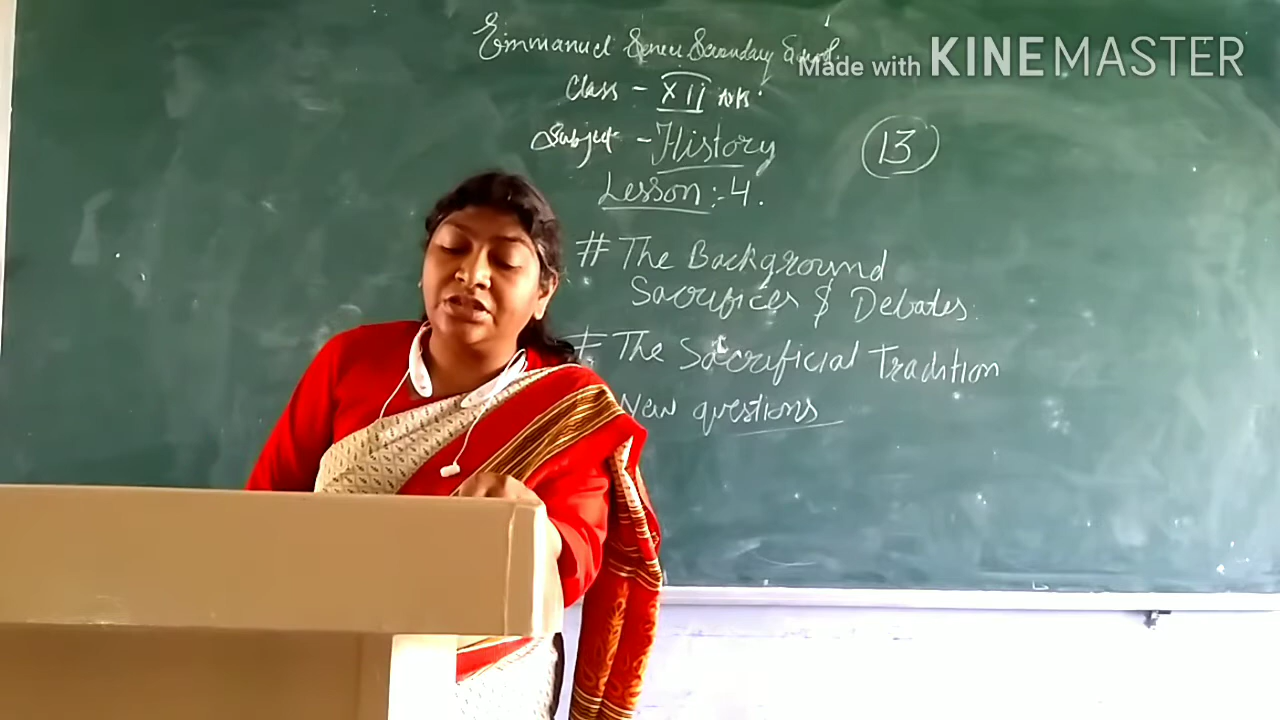 Emmanuel Senior Secondary School.
Made with KINEMASTER
Class - XII Arts
Subject - History
13
Lesson :- 4.
# The Background
Sacrifices & Debates.
# The Sacrificial Tradition
New questions